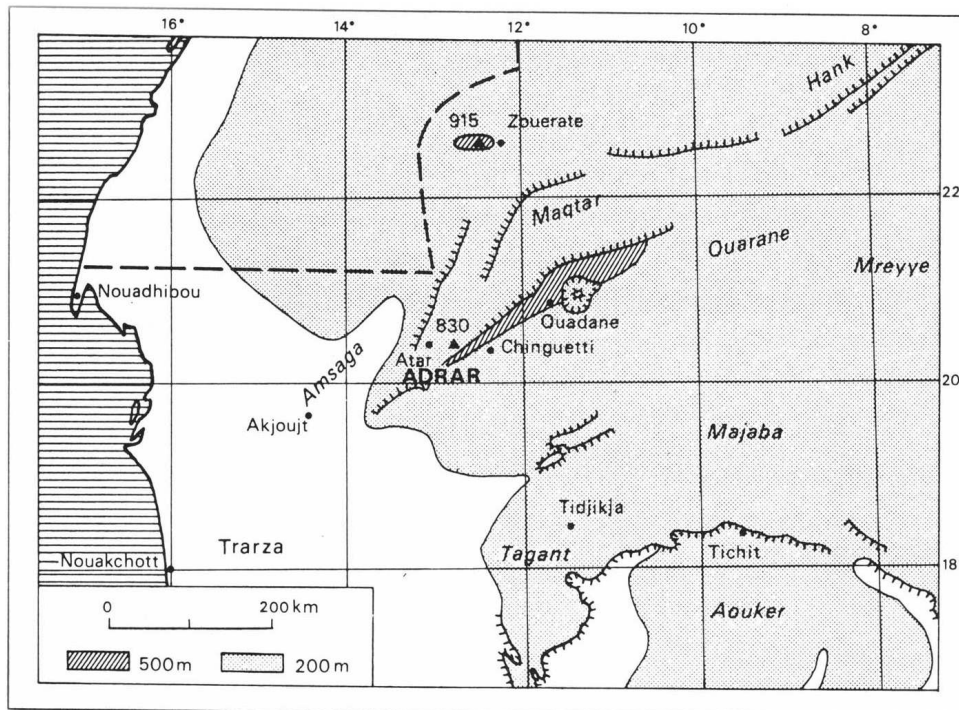 16° 14° 12° 10° 8°
Hank
915 Zouerate
22
Maqtar
Ouarane
Mreyye
Nouadhibou
Ouadane
830
Atar Chinguetti
ADRAR
20
Amsaga
Akjoujt
Majaba
Tidjikja
Trarza
Tagant
Tichit
Nouakchott
18
Aouker
0 200 km
500 m 200 m